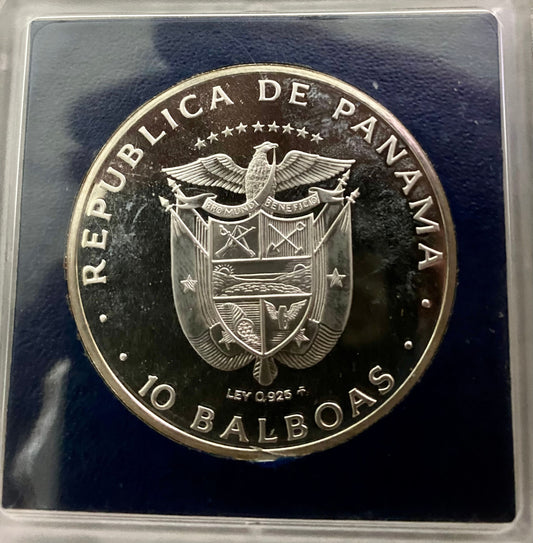 REPUBLICA DE PANAMA
PRO MUNDI BENEFICIO
LEY 0.925
· 10 BALBOAS ·